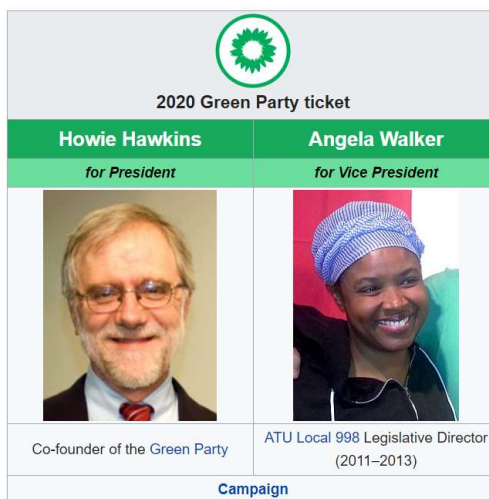 2020 Green Party ticket
Howie Hawkins
Angela Walker
for President
for Vice President
Co-founder of the Green Party
ATU Local 998 Legislative Director
(2011–2013)
Campaign